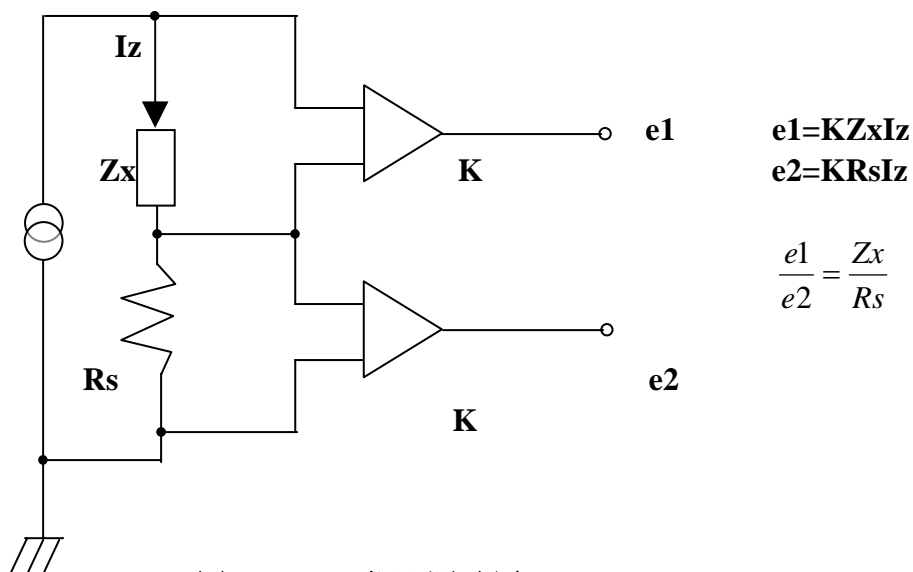 Iz
e1
e1=KZxIz
Zx
K
e2=KRsIz
e1/e2 = Zx/Rs
Rs
e2
K